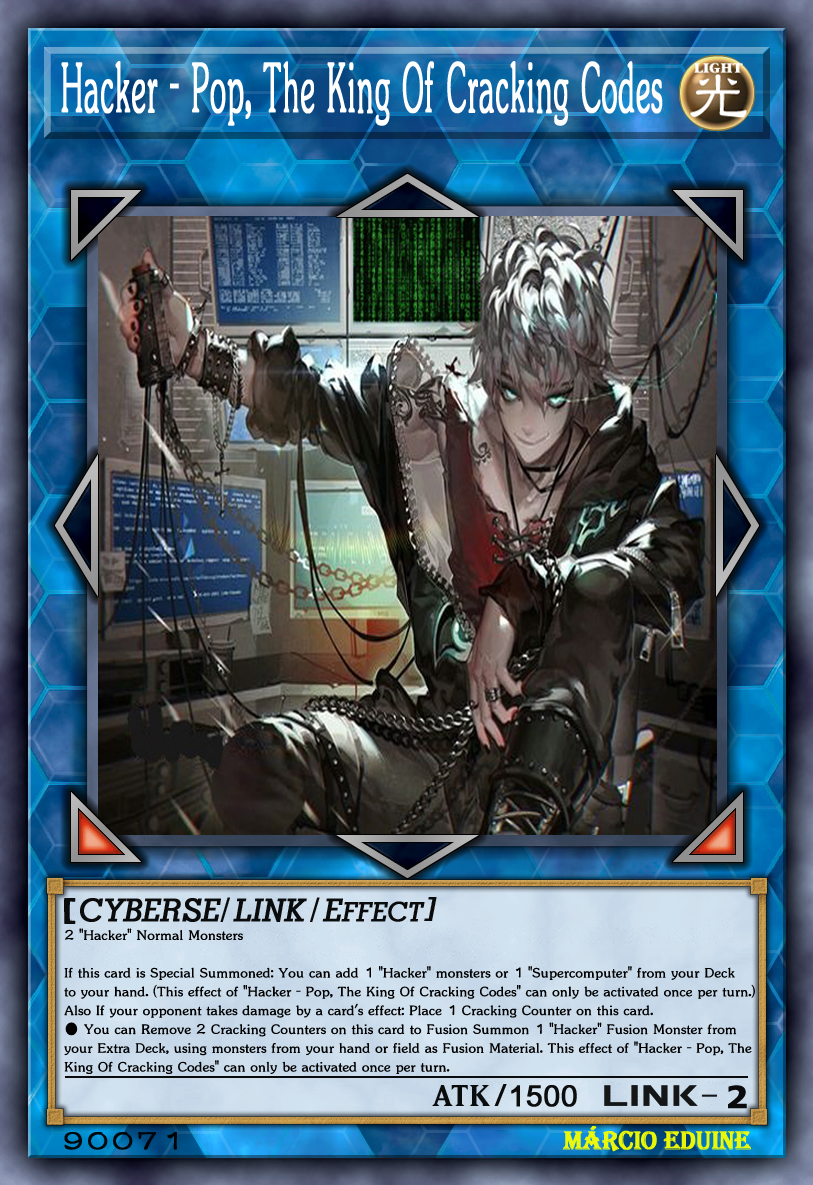 Hacker - Pop, The King Of Cracking Codes
LIGHT
光
[CYBERSE/LINK/EFFECT]
2 "Hacker" Normal Monsters
If this card is Special Summoned: You can add 1 "Hacker" monsters or 1 "Supercomputer" from your Deck
to your hand. (This effect of "Hacker - Pop, The King Of Cracking Codes" can only be activated once per turn.)
Also If your opponent takes damage by a card's effect: Place 1 Cracking Counter on this card.
● You can Remove 2 Cracking Counters on this card to Fusion Summon 1 "Hacker" Fusion Monster from
your Extra Deck, using monsters from your hand or field as Fusion Material. This effect of "Hacker - Pop, The
King Of Cracking Codes" can only be activated once per turn.
ATK/1500 LINK-2
90071 MÁRCIO EDUINE